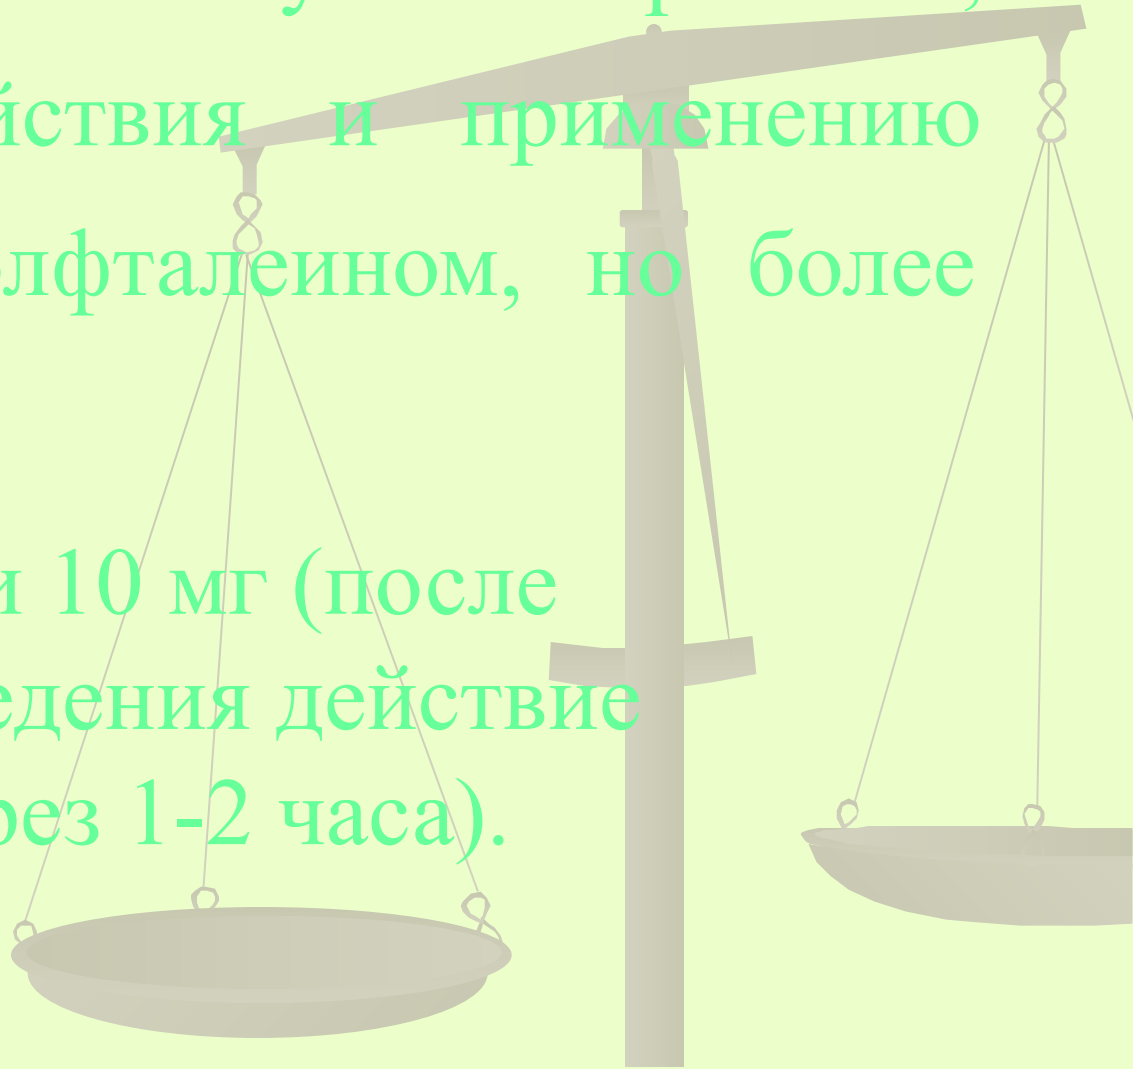 йствия и применению
лфталеином, но более
и 10 мг (после
едения действие
рез 1-2 часа).